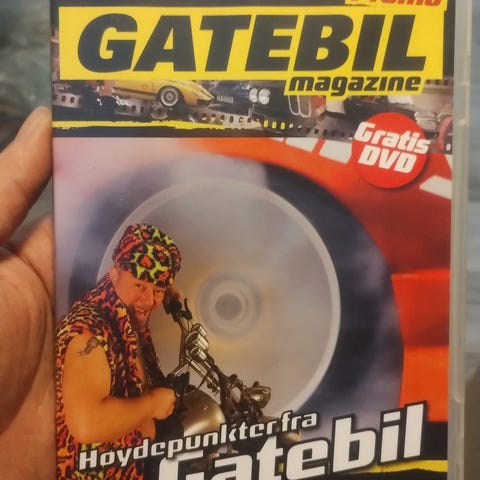 GATEBIL
magazine
Gratis
DVD
Høydepunkter fra
Gatebil